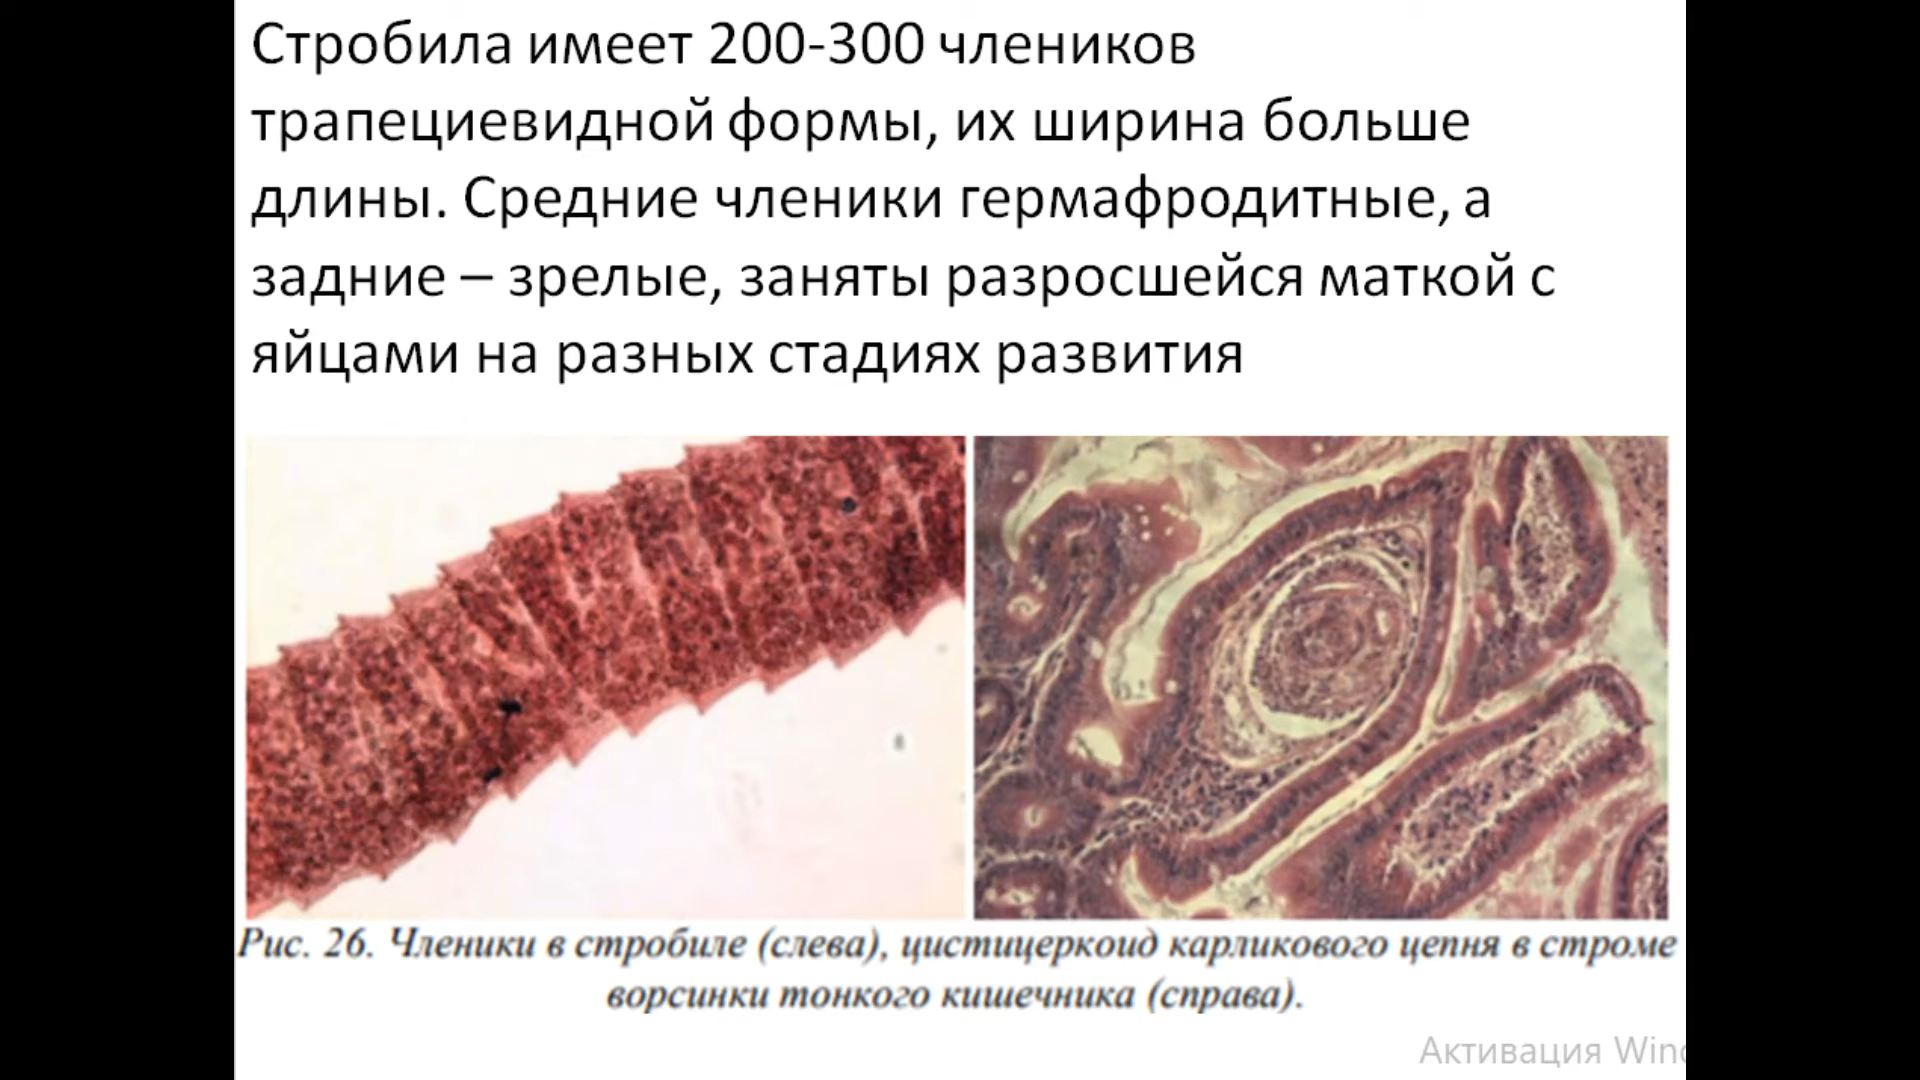 Стробила имеет 200-300 члеников
трапециевидной формы, их ширина больше
длины. Средние членики гермафродитные, а
задние – зрелые, заняты разросшейся маткой с
яйцами на разных стадиях развития
Рис. 26. Членики в стробиле (слева), цистицеркоид карликового цепня в строме
ворсинки тонкого кишечника (справа).
Активация Win